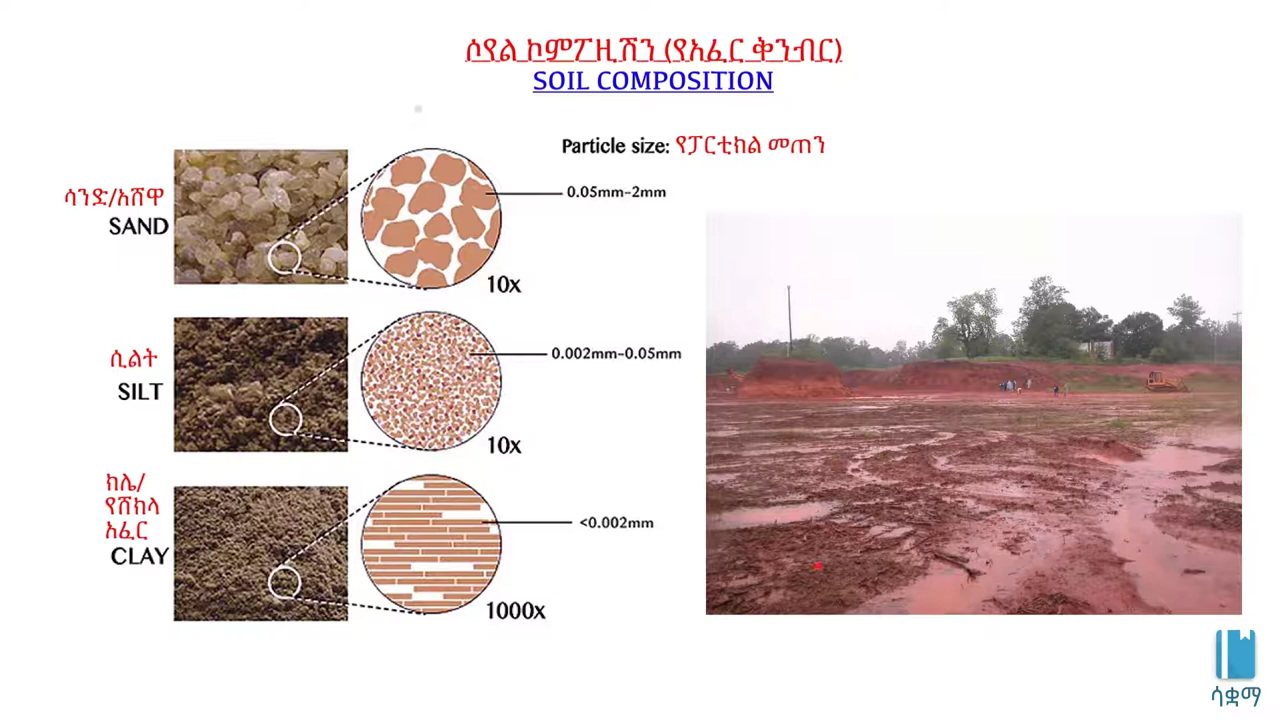 ሶየል ኮምፖዚሽን (የአፈር ቅንብር)
SOIL COMPOSITION
Particle size: የፓርቲክል መጠን
ሳንድ/አሸዋ
SAND
0.05mm–2mm
10x
ሲልት
SILT
0.002mm–0.05mm
10x
ክሌ/
የሸክላ
አፈር
CLAY
<0.002mm
1000x
ሳቋማ